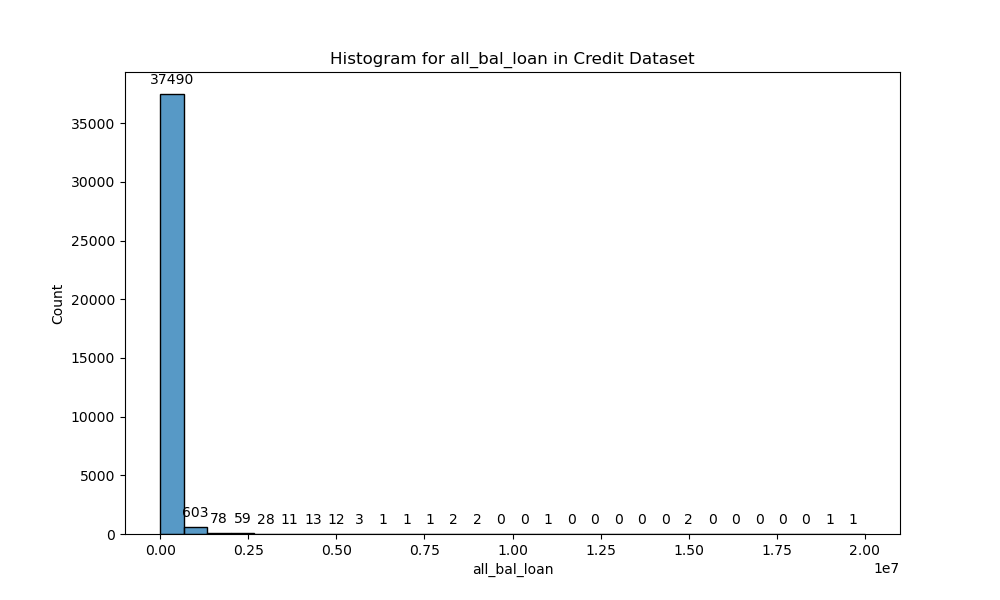 Histogram for all_bal_loan in Credit Dataset
37490
35000
30000
25000
20000
15000
10000
5000
0
Count
603 78 59 28 11 13 12 3 1 1 1 2 2 0 0 1 0 0 0 0 0 2 0 0 0 0 0 1 1
0.00 0.25 0.50 0.75 1.00 1.25 1.50 1.75 2.00
1e7
all_bal_loan